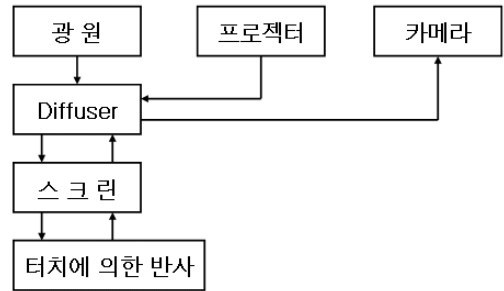 광 원
프로젝터
카메라
Diffuser
스 크 린
터치에 의한 반사